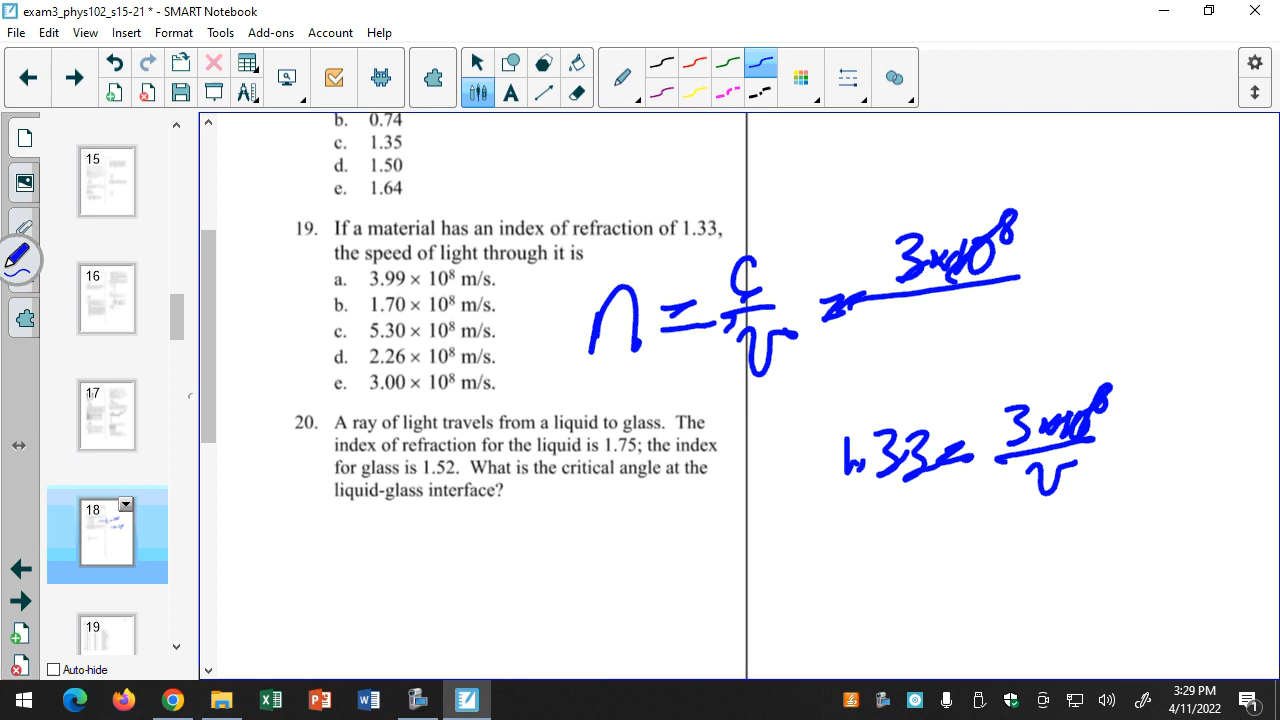 exam3_phys102_s15-21 * - SMART Notebook
File Edit View Insert Format Tools Add-ons Account Help
15
16
17
18
19
Auto-hide
b. 0.74
c. 1.35
d. 1.50
e. 1.64
19. If a material has an index of refraction of 1.33,
the speed of light through it is
a. 3.99 × 10⁸ m/s.
b. 1.70 × 10⁸ m/s.
c. 5.30 × 10⁸ m/s.
d. 2.26 × 10⁸ m/s.
e. 3.00 × 10⁸ m/s.
20. A ray of light travels from a liquid to glass. The
index of refraction for the liquid is 1.75; the index
for glass is 1.52. What is the critical angle at the
liquid-glass interface?
n = c/v = 3×10⁸
1.33 = 3×10⁸/v
3:29 PM
4/11/2022
1